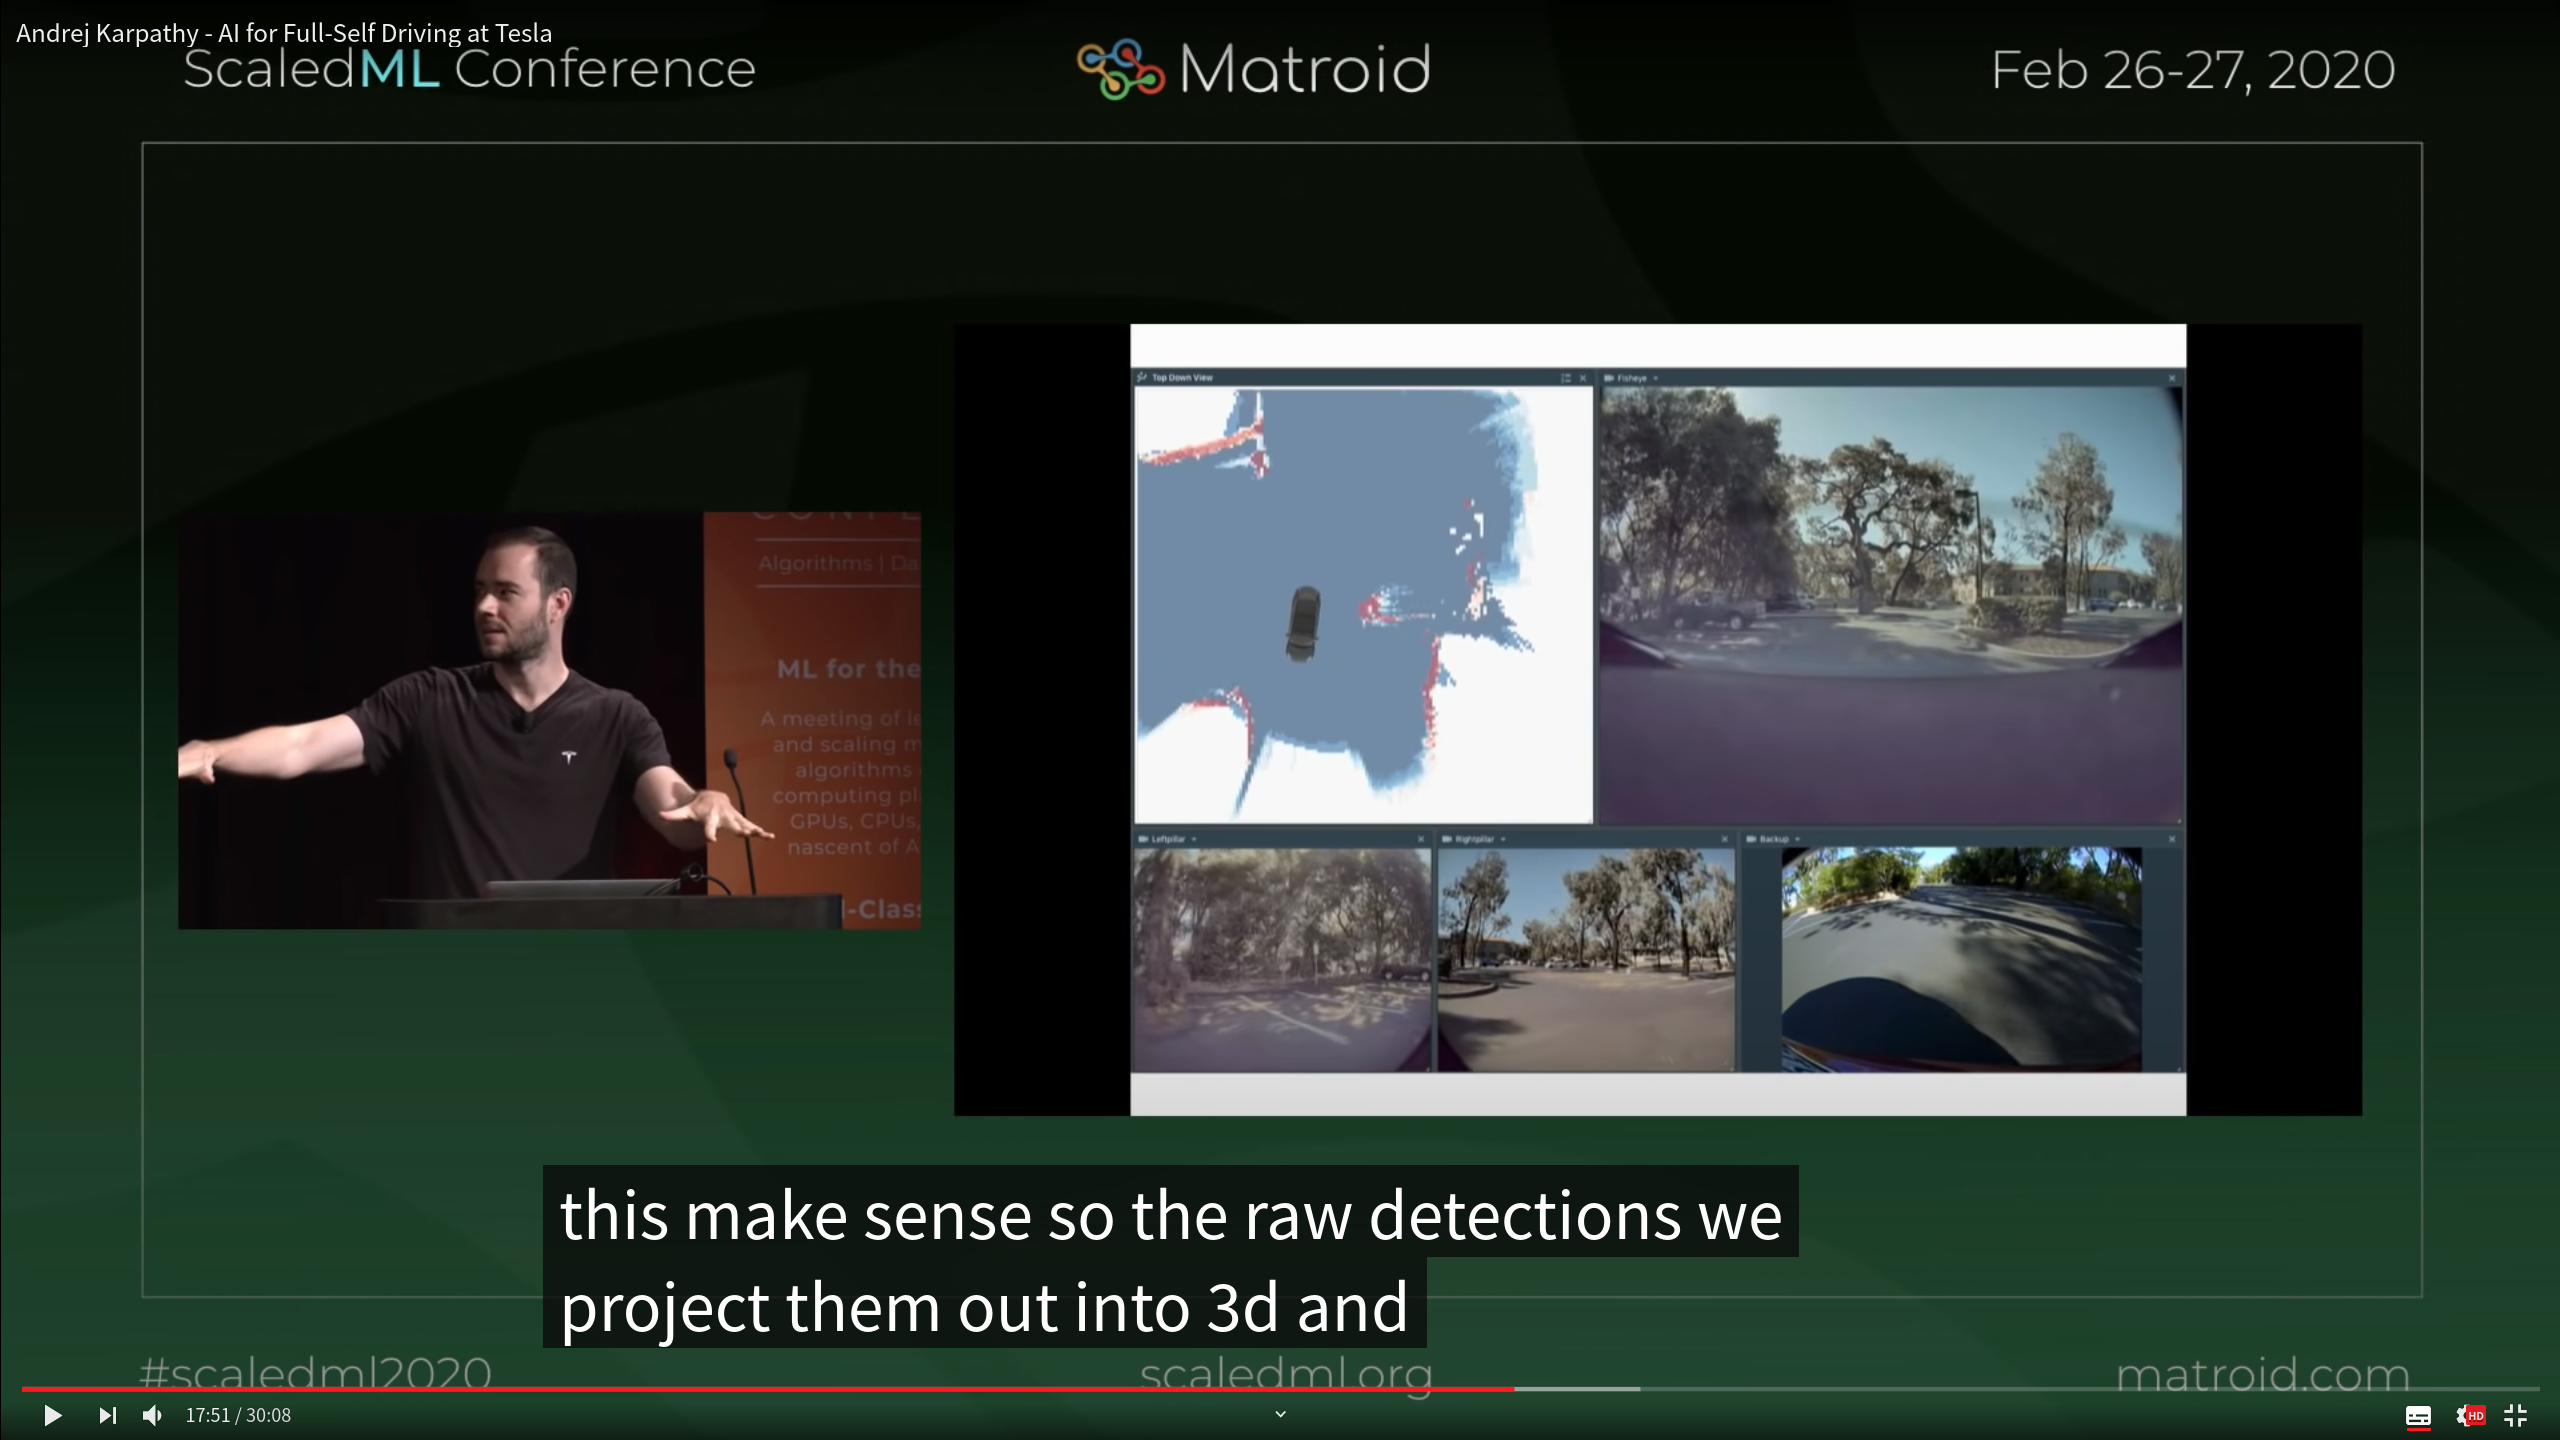 Andrej Karpathy - AI for Full-Self Driving at Tesla
ScaledML Conference
Matroid
Feb 26-27, 2020
Top Down View
Fisheye
Algorithms | Da
ML for the
A meeting of le
and scaling m
algorithms
computing pl
GPUs, CPUs,
nascent of A
-Class
Leftpillar
Rightpillar
Backup
this make sense so the raw detections we
project them out into 3d and
#scaledml2020
scaledml.org
matroid.com
17:51 / 30:08
HD